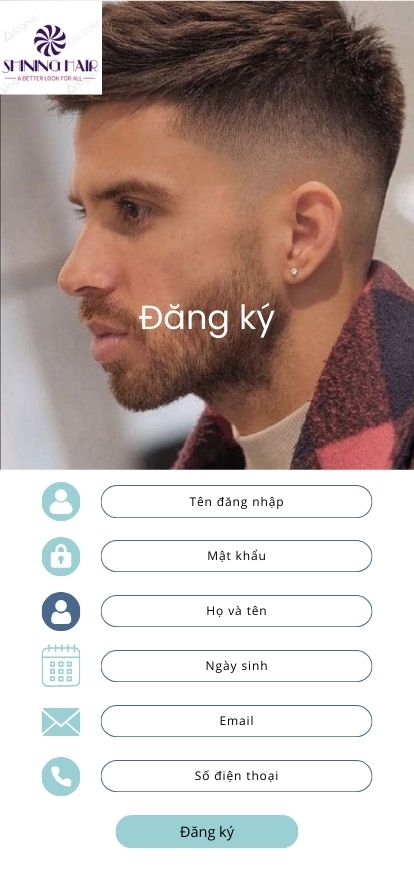 SHINING HAIR
A BETTER LOOK FOR ALL
Đăng ký
Tên đăng nhập
Mật khẩu
Họ và tên
Ngày sinh
Email
Số điện thoại
Đăng ký